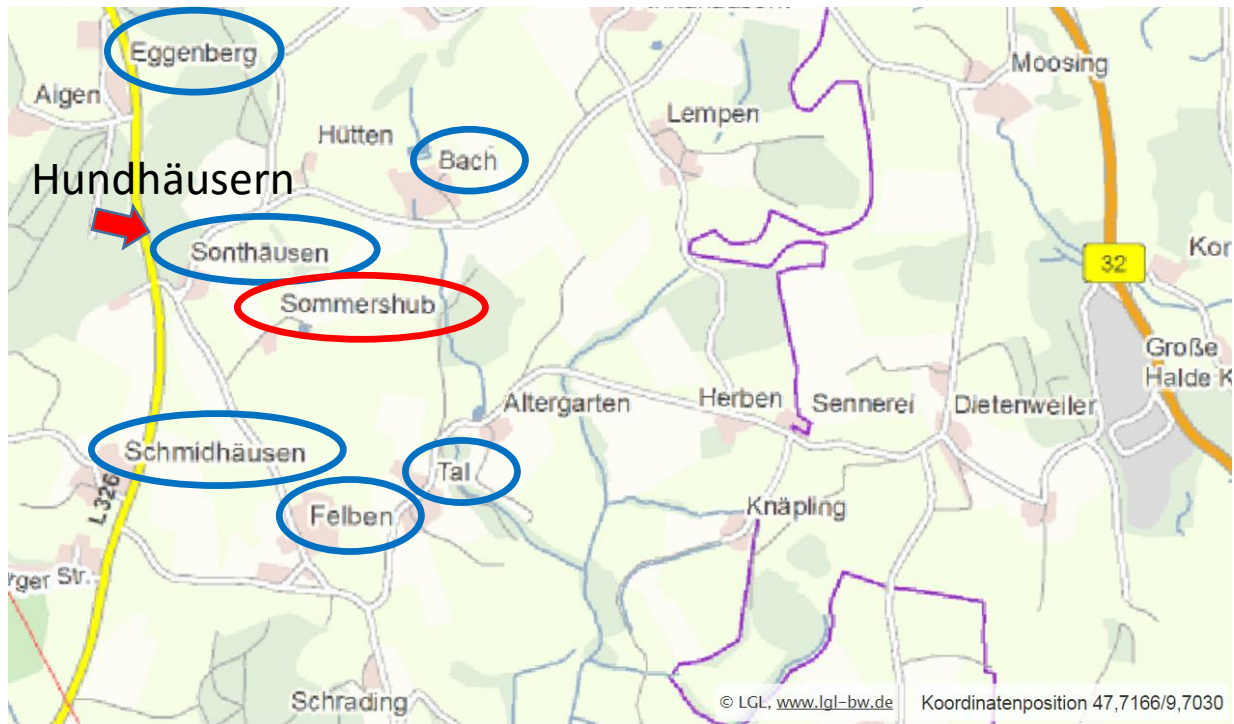 Eggenberg
Moosing
Aigen
Lempen
Hütten
Bach
Hundhäusern
Sonthäusen
Kor
32
Sommershub
Große
Halde K
Altergarten
Herben
Sennerei
Dietenweiler
Schmidhäusen
Tal
L326
Knäpling
Felben
rger Str.
Schrading
© LGL, www.lgl-bw.de Koordinatenposition 47,7166/9,7030